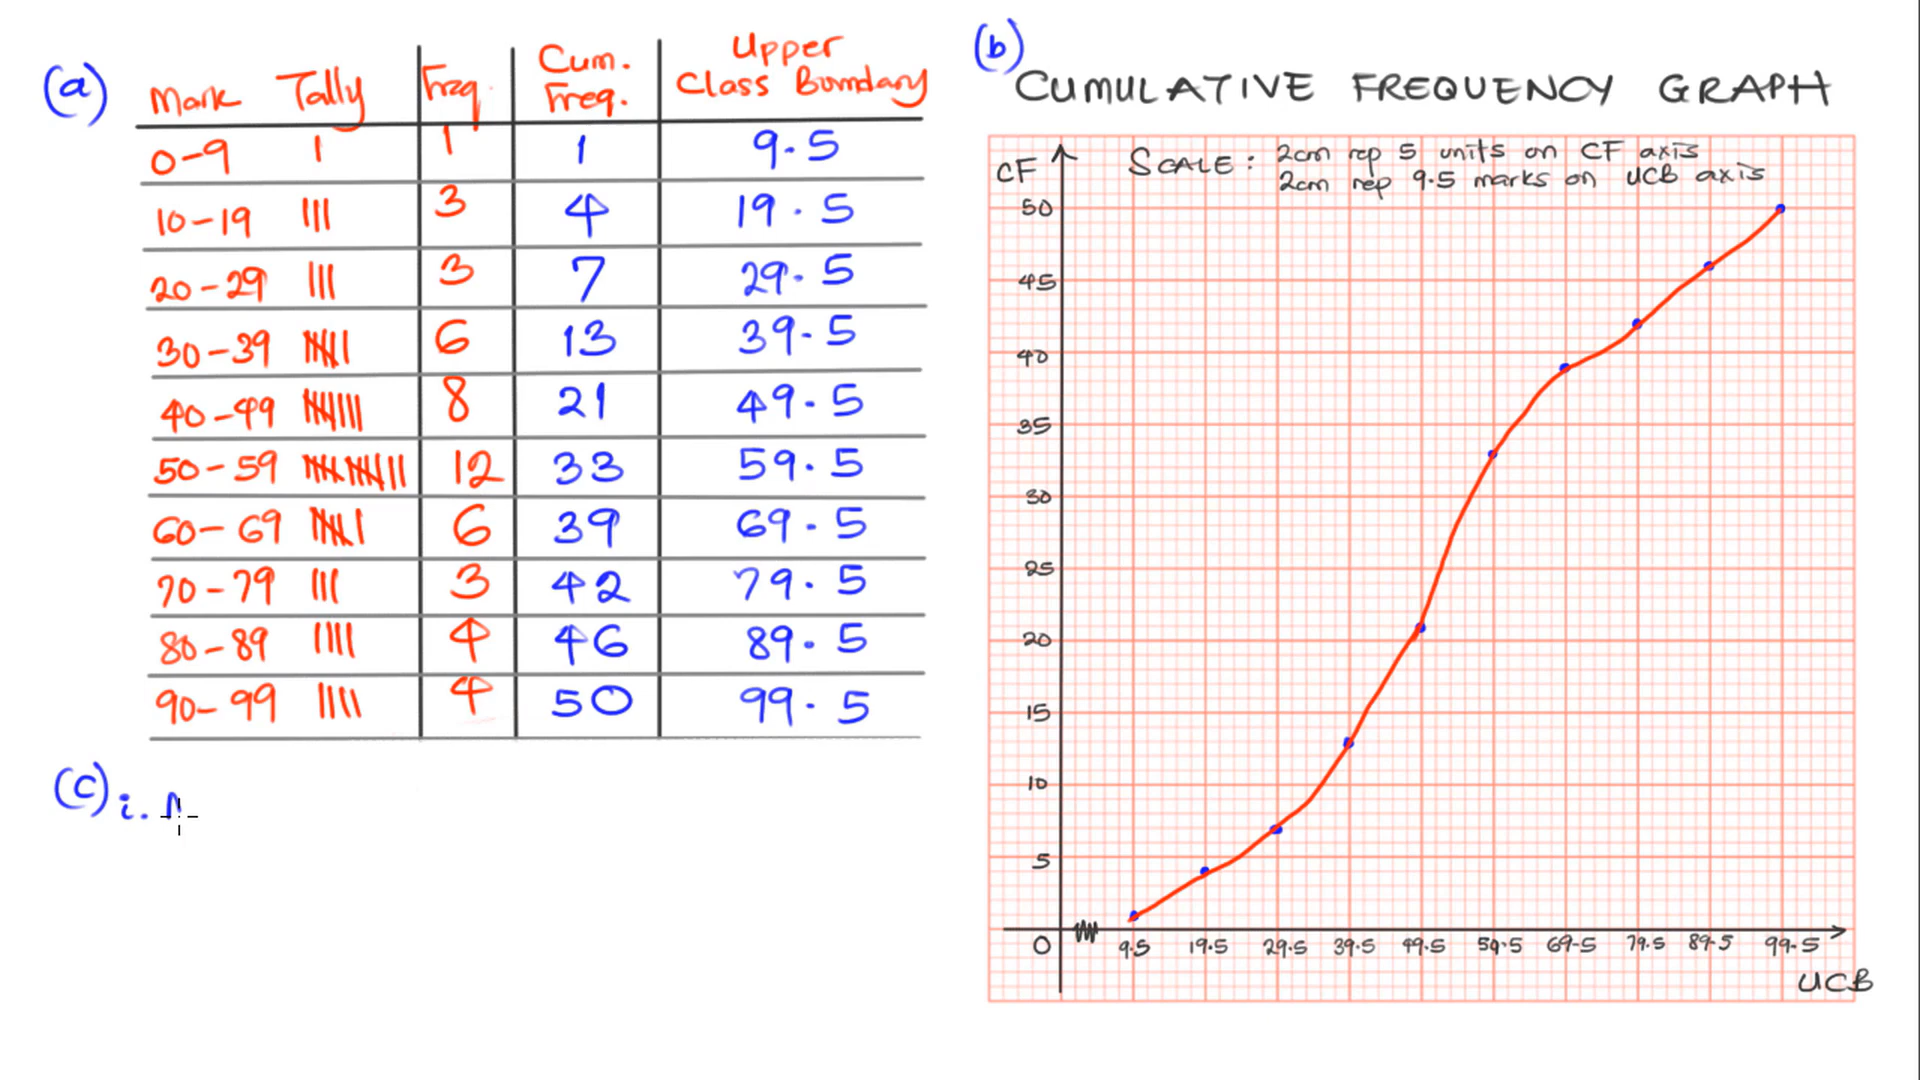 (a) Mark Tally Freq. Cum. Freq. Upper Class Boundary
0-9 | 1 1 9.5
10-19 ||| 3 4 19.5
20-29 ||| 3 7 29.5
30-39 6 13 39.5
40-49 8 21 49.5
50-59 12 33 59.5
60-69 6 39 69.5
70-79 ||| 3 42 79.5
80-89 |||| 4 46 89.5
90-99 |||| 4 50 99.5
(c) i.
(b)
CUMULATIVE FREQUENCY GRAPH
SCALE: 2cm rep 5 units on CF axis
2cm rep 9.5 marks on UCB axis
CF
50
45
40
35
30
25
20
15
10
5
0 9.5 19.5 29.5 39.5 49.5 59.5 69.5 79.5 89.5 99.5
UCB